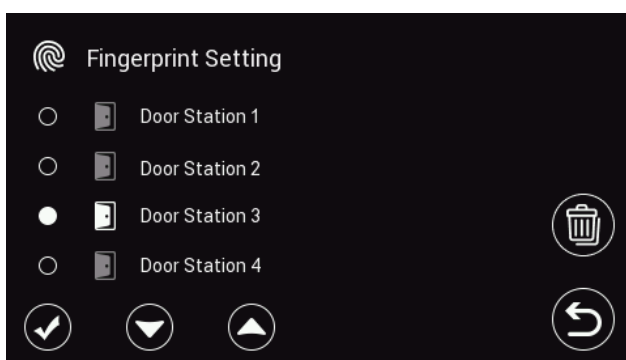 Fingerprint Setting
Door Station 1
Door Station 2
Door Station 3
Door Station 4